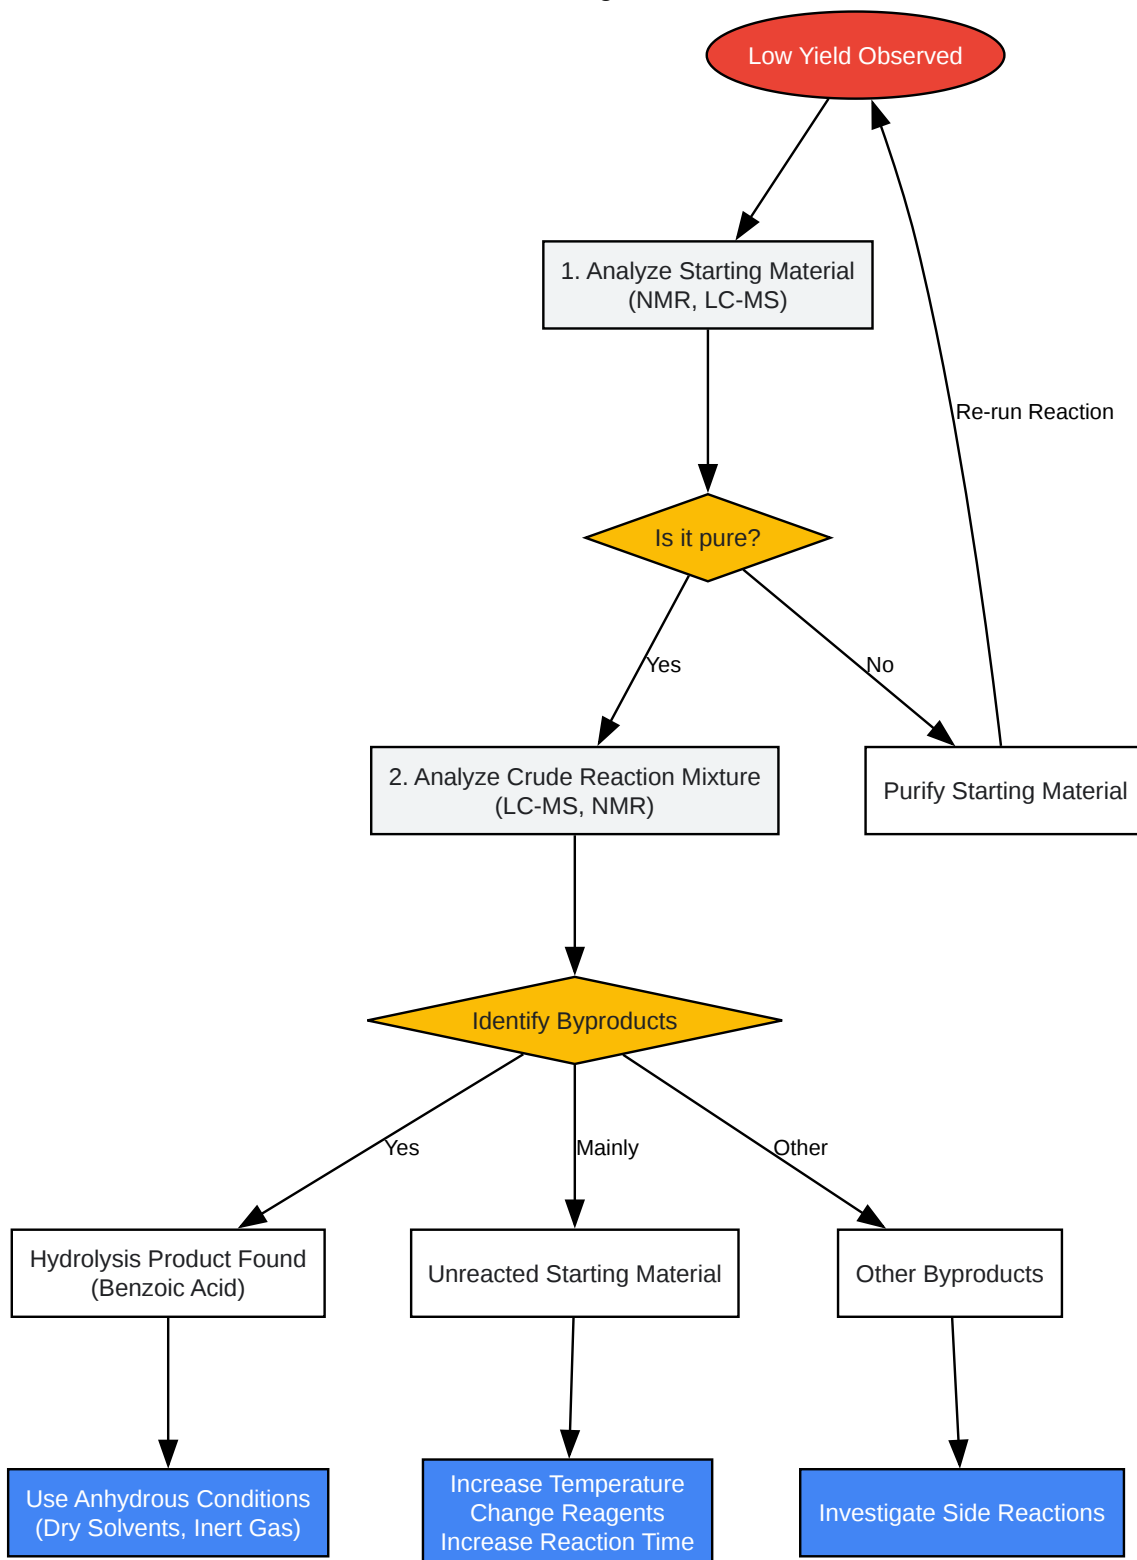 Low Yield Observed
1. Analyze Starting Material
(NMR, LC-MS)
Re-run Reaction
Is it pure?
Yes
No
2. Analyze Crude Reaction Mixture
(LC-MS, NMR)
Purify Starting Material
Identify Byproducts
Yes
Mainly
Other
Hydrolysis Product Found
(Benzoic Acid)
Unreacted Starting Material
Other Byproducts
Use Anhydrous Conditions
(Dry Solvents, Inert Gas)
Increase Temperature
Change Reagents
Increase Reaction Time
Investigate Side Reactions